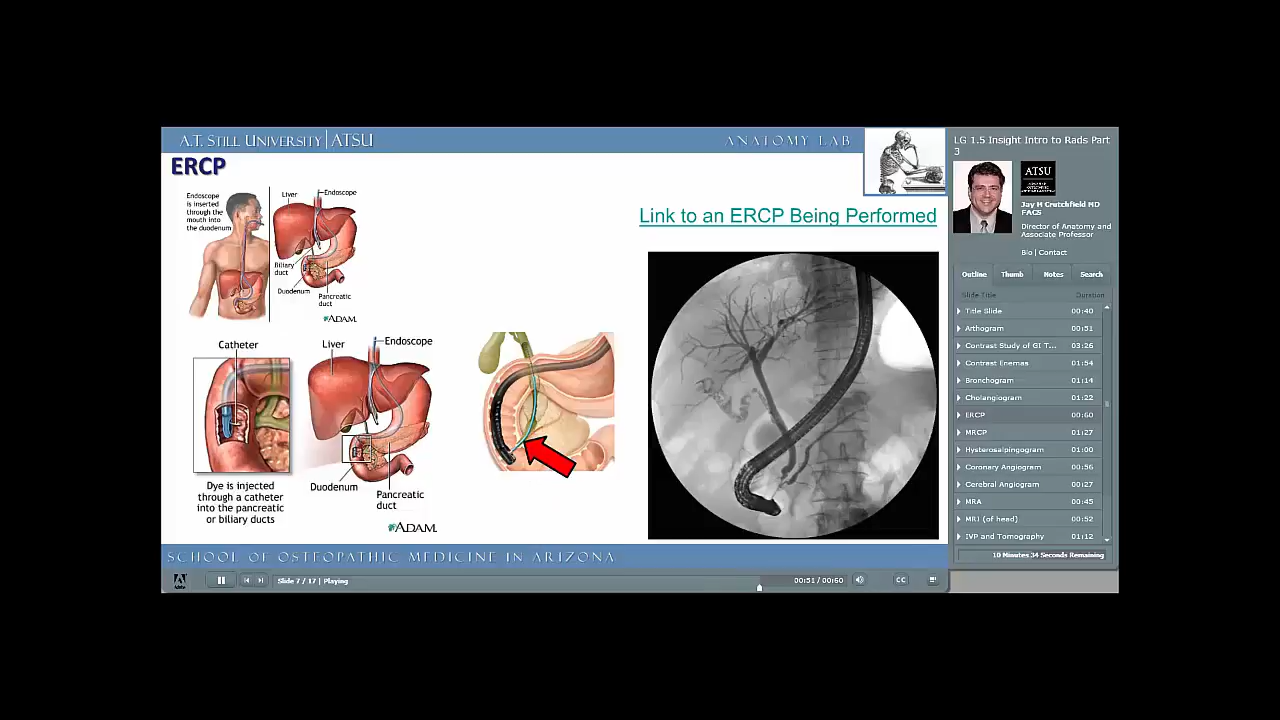 A.T. STILL UNIVERSITY | ATSU
ANATOMY LAB
ERCP
Endoscope
is inserted
through the
mouth into
the duodenum
Liver
Endoscope
Biliary
duct
Duodenum
Pancreatic
duct
ADAM.
Link to an ERCP Being Performed
Catheter
Liver
Endoscope
Duodenum
Pancreatic
duct
Dye is injected
through a catheter
into the pancreatic
or biliary ducts
ADAM.
SCHOOL OF OSTEOPATHIC MEDICINE IN ARIZONA
Slide 7 / 17 | Playing
00:51 / 00:60
CC
LG 1.5 Insight Intro to Rads Part
3
ATSU
Jay M Crutchfield MD
FACS
Director of Anatomy and
Associate Professor
Bio | Contact
Outline Thumb Notes Search
Slide Title Duration
Title Slide 00:40
Arthogram 00:51
Contrast Study of GI T... 03:26
Contrast Enemas 01:54
Bronchogram 01:14
Cholangiogram 01:22
ERCP 00:60
MRCP 01:27
Hysterosalpingogram 01:00
Coronary Angiogram 00:56
Cerebral Angiogram 00:27
MRA 00:45
MRI (of head) 00:52
IVP and Tomography 01:12
10 Minutes 34 Seconds Remaining